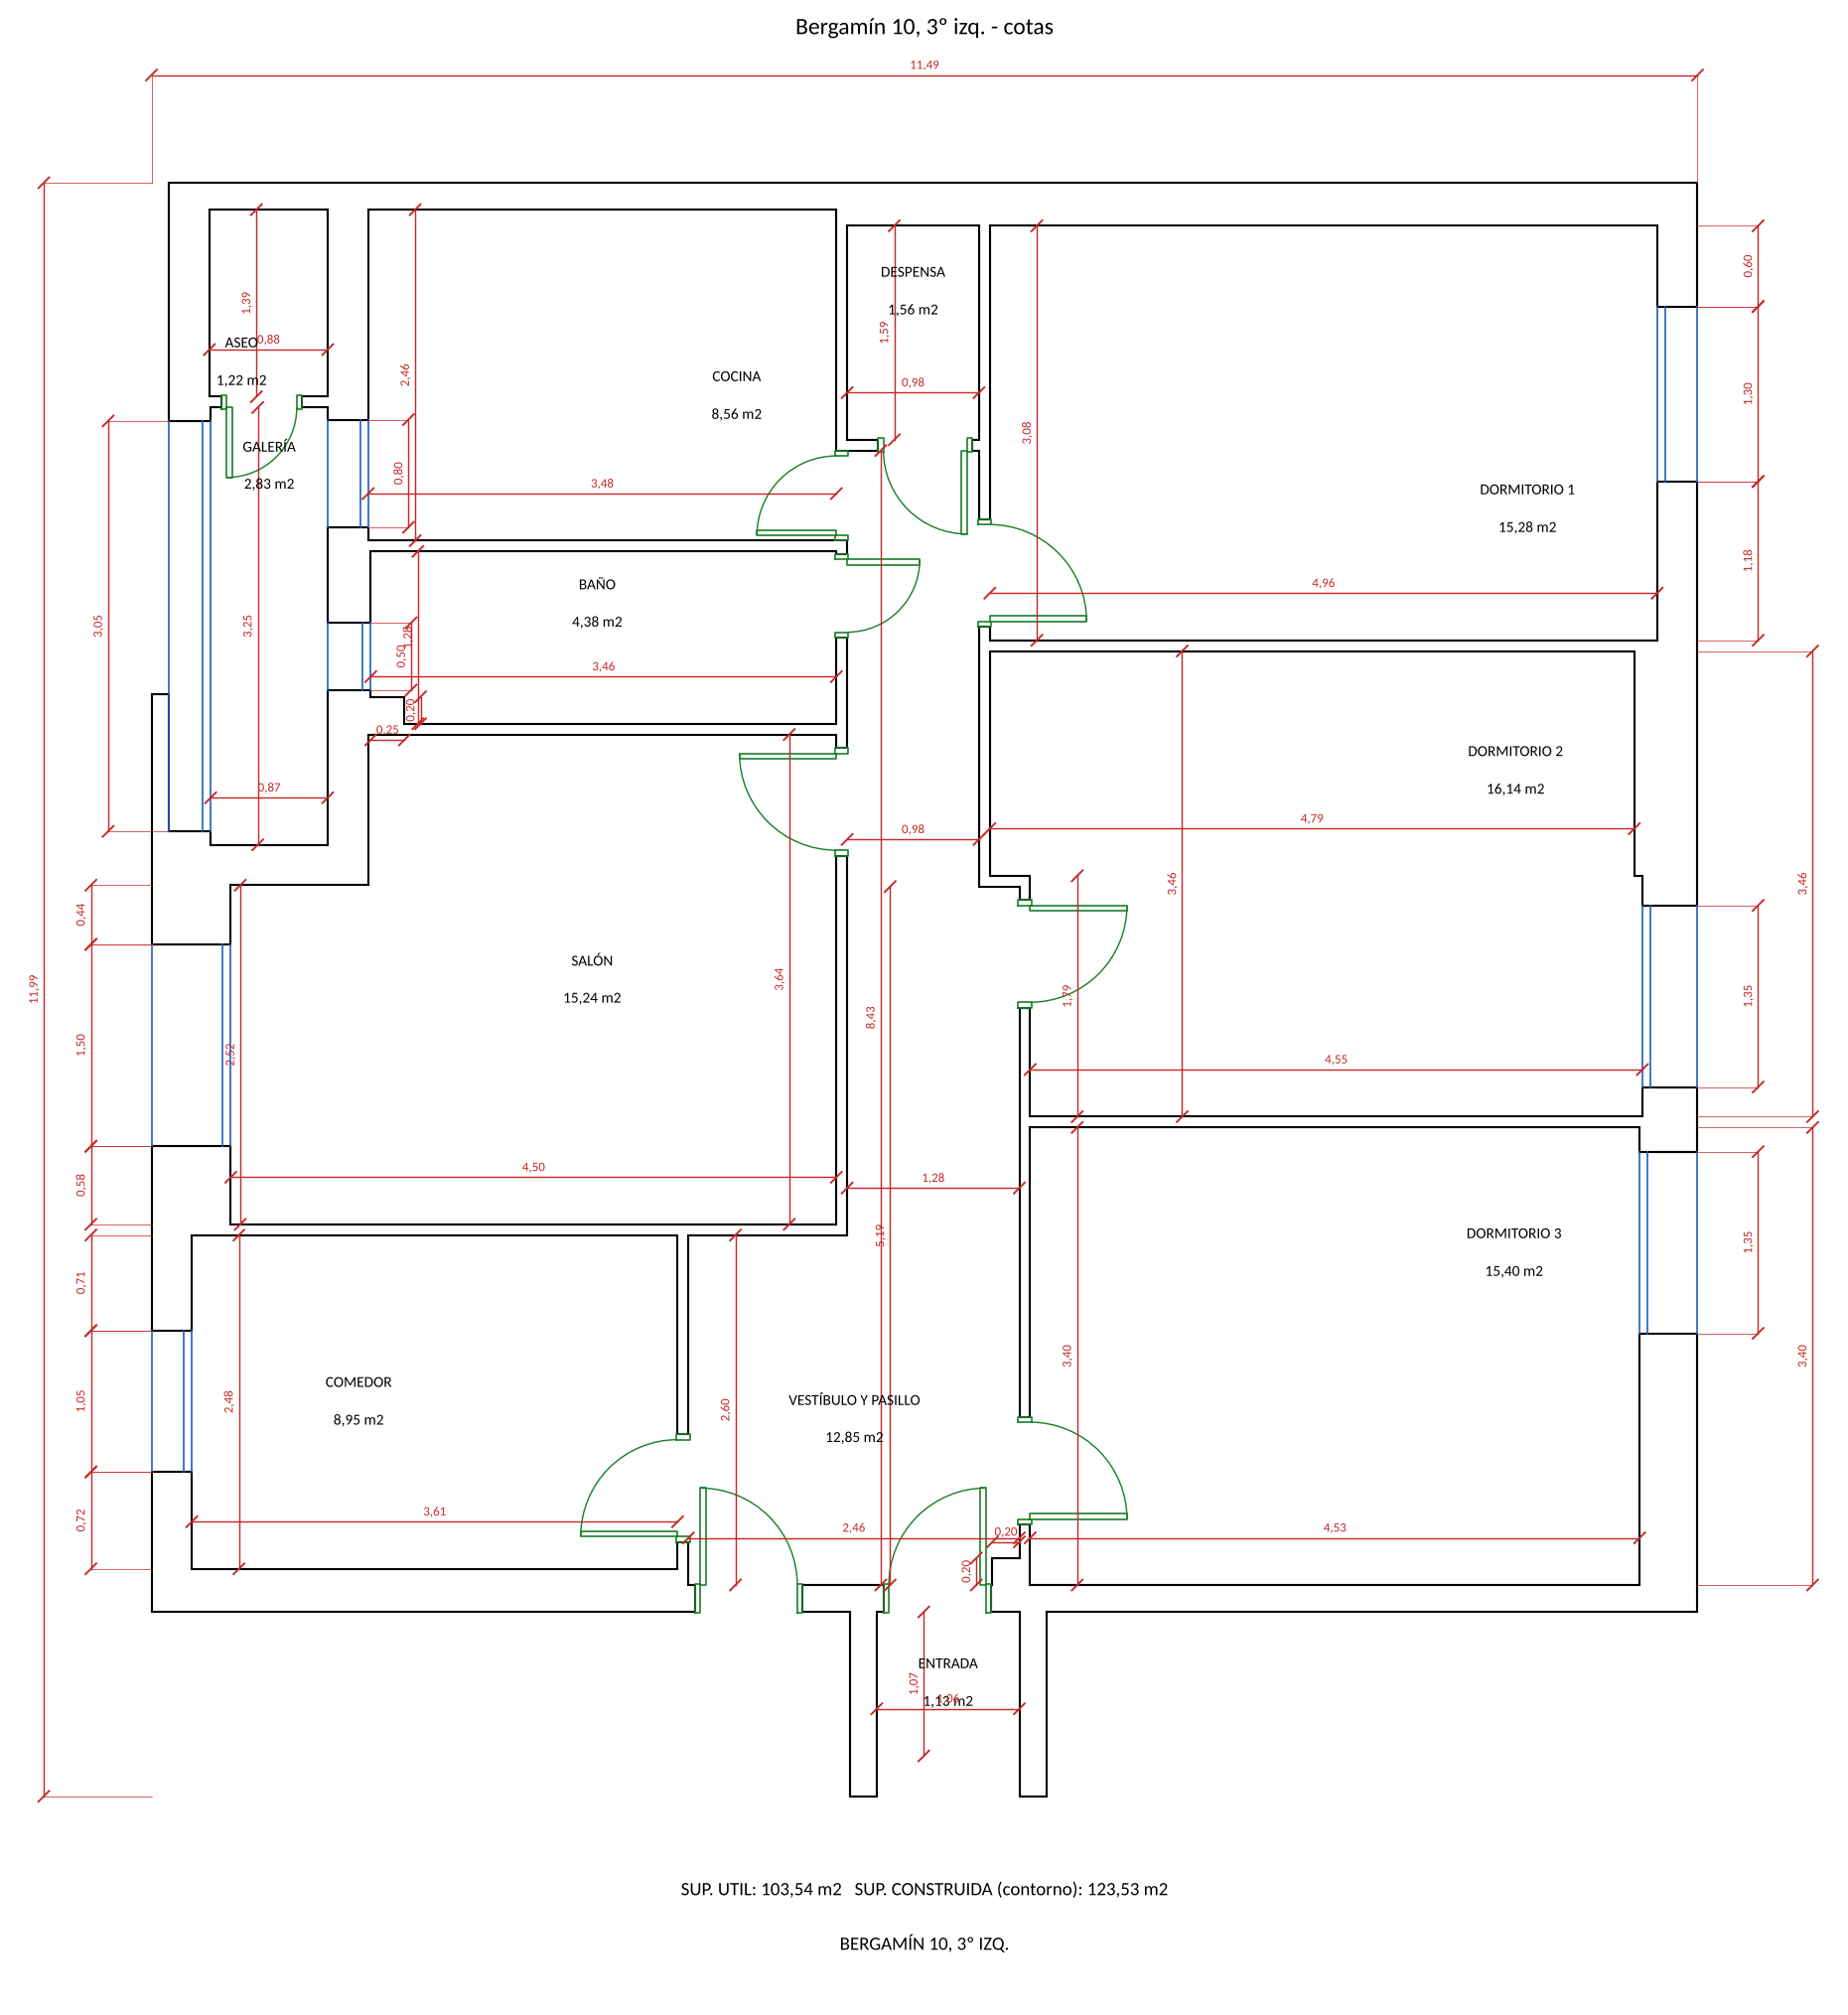 Bergamín 10, 3º izq. - cotas
11,49
0,60
1,39
DESPENSA
1,56 m2
1,59
ASEO
0,88
1,22 m2
2,46
COCINA
8,56 m2
0,98
1,30
3,08
GALERÍA
2,83 m2
0,80
3,48
DORMITORIO 1
15,28 m2
1,18
BAÑO
4,38 m2
4,96
3,05
3,25
1,28
0,50
3,46
0,20
0,25
DORMITORIO 2
16,14 m2
0,87
0,98
4,79
3,46
3,46
0,44
SALÓN
15,24 m2
3,64
11,99
8,43
1,79
1,35
1,50
2,52
4,55
0,58
4,50
1,28
5,19
DORMITORIO 3
15,40 m2
1,35
0,71
COMEDOR
8,95 m2
2,48
1,05
2,60
VESTÍBULO Y PASILLO
12,85 m2
3,40
3,40
0,72
3,61
2,46
0,20
4,53
0,20
ENTRADA
1,13 m2
1,07
1,06
SUP. UTIL: 103,54 m2 SUP. CONSTRUIDA (contorno): 123,53 m2
BERGAMÍN 10, 3º IZQ.